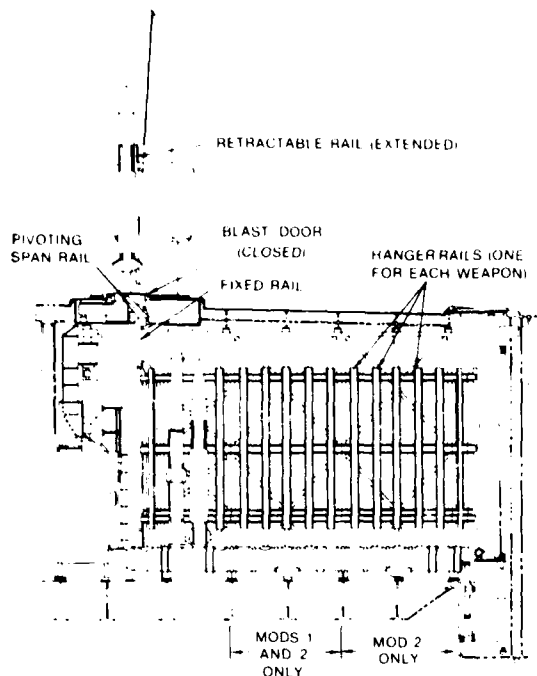 RETRACTABLE RAIL (EXTENDED)
PIVOTING
SPAN RAIL
BLAST DOOR
(CLOSED)
FIXED RAIL
HANGER RAILS (ONE
FOR EACH WEAPON)
MODS 1
AND 2
ONLY
MOD 2
ONLY